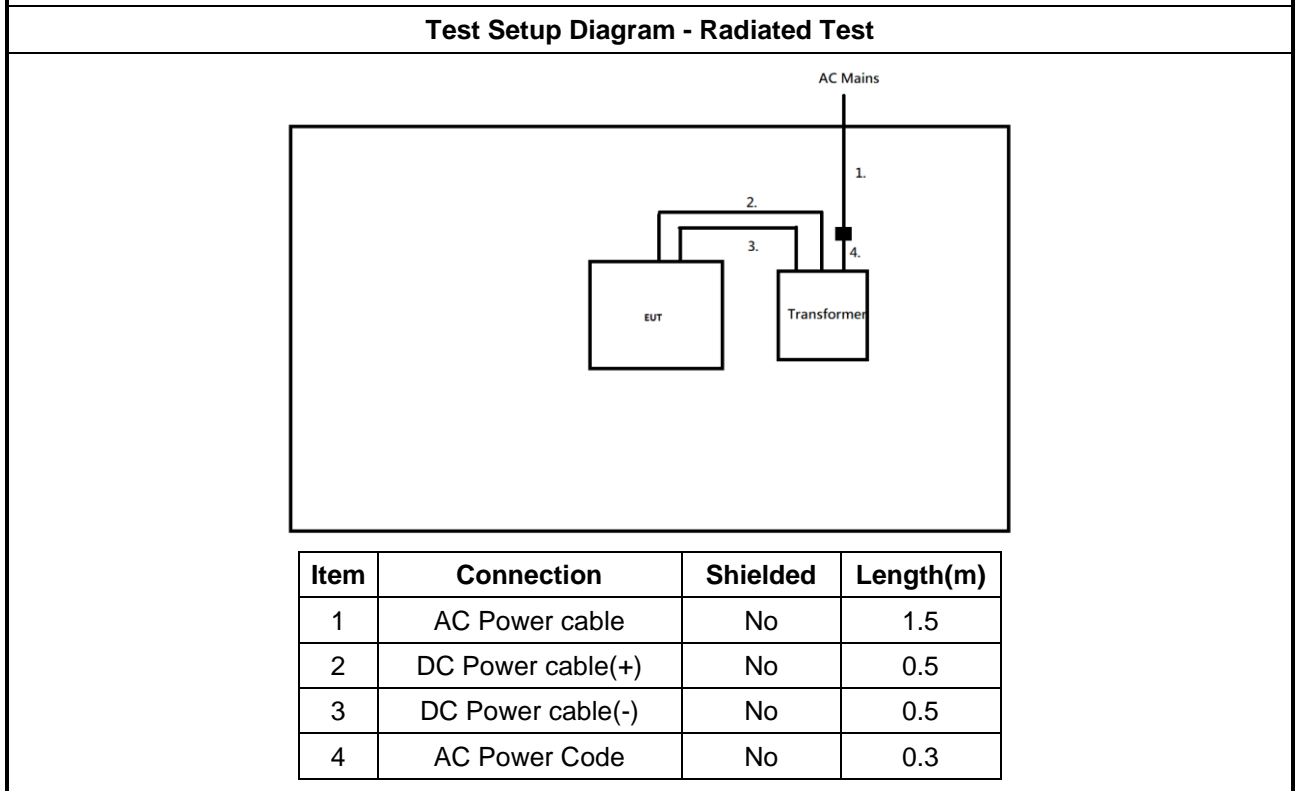 Test Setup Diagram - Radiated Test
AC Mains
1.
2.
3.
4.
EUT
Transformer
Item Connection Shielded Length(m)
1 AC Power cable No 1.5
2 DC Power cable(+) No 0.5
3 DC Power cable(-) No 0.5
4 AC Power Code No 0.3